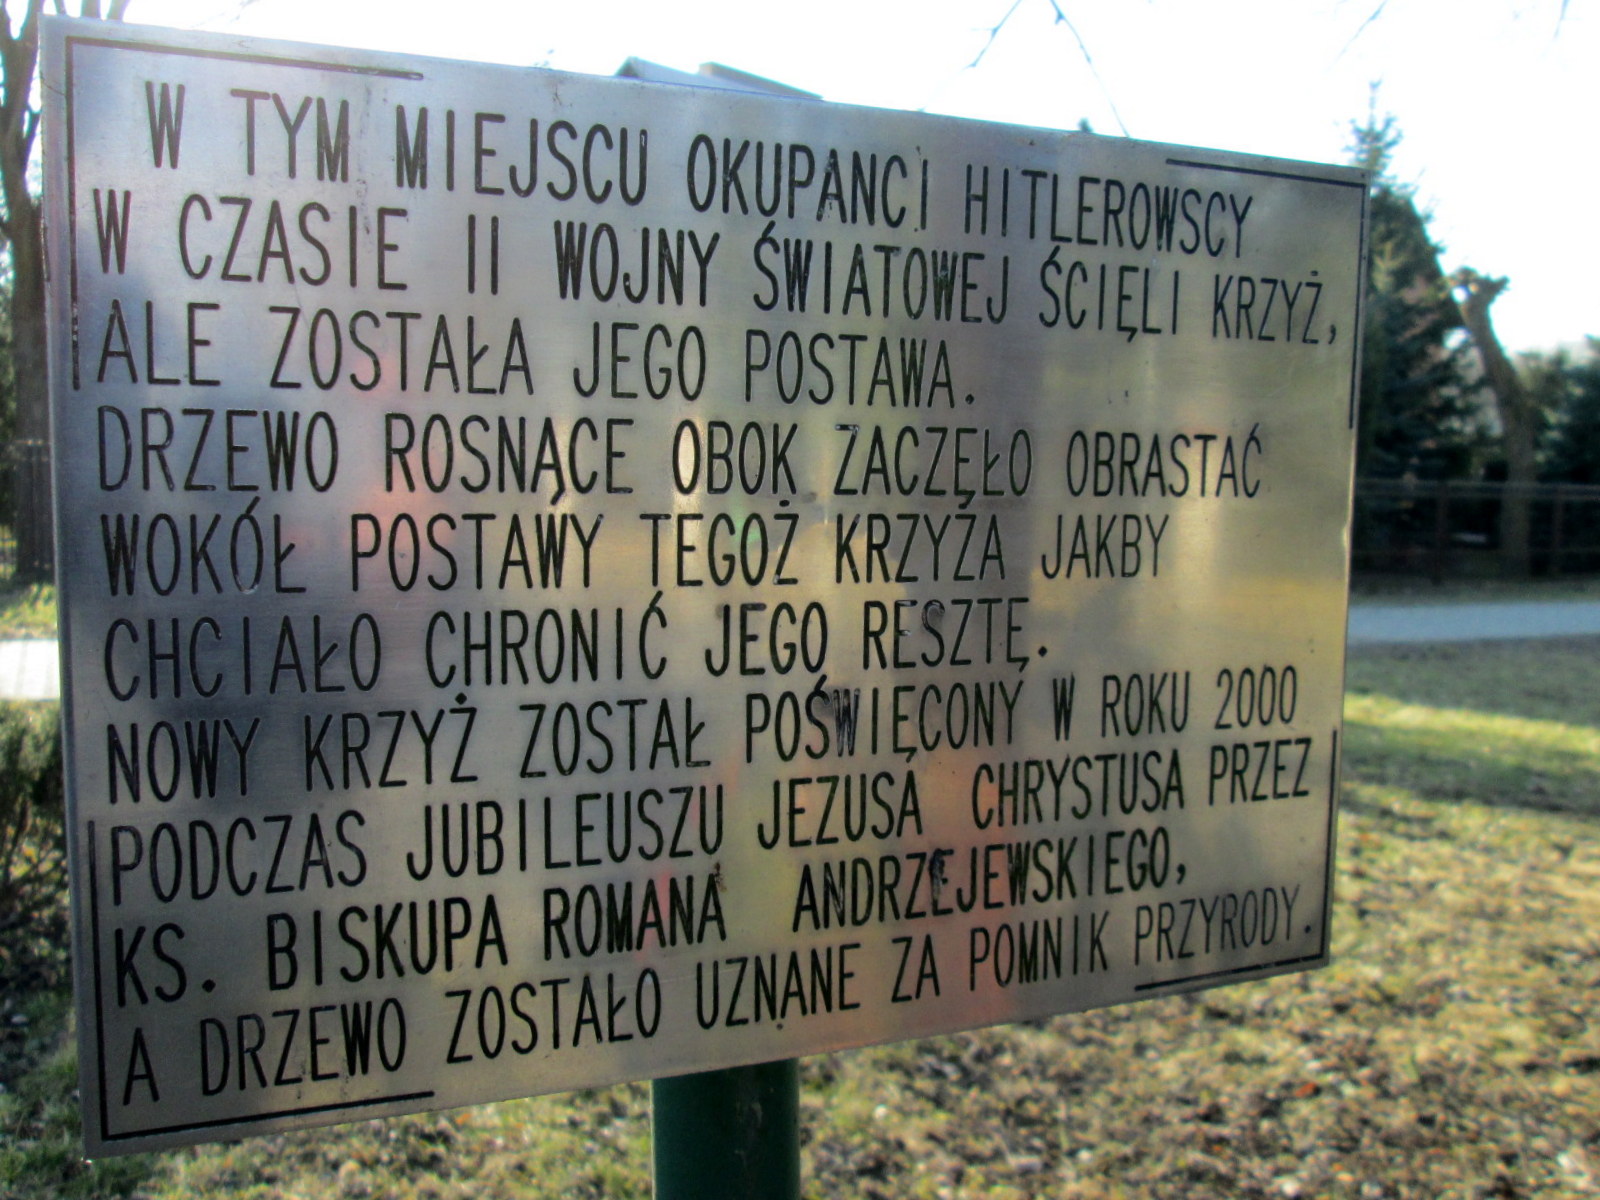 W TYM MIEJSCU OKUPANCI HITLEROWSCY
W CZASIE II WOJNY ŚWIATOWEJ ŚCIĘLI KRZYŻ,
ALE ZOSTAŁA JEGO POSTAWA.
DRZEWO ROSNĄCE OBOK ZACZĘŁO OBRASTAĆ
WOKÓŁ POSTAWY TEGOŻ KRZYŻA JAKBY
CHCIAŁO CHRONIĆ JEGO RESZTĘ.
NOWY KRZYŻ ZOSTAŁ POŚWIĘCONY W ROKU 2000
PODCZAS JUBILEUSZU JEZUSA CHRYSTUSA PRZEZ
KS. BISKUPA ROMANA ANDRZEJEWSKIEGO,
A DRZEWO ZOSTAŁO UZNANE ZA POMNIK PRZYRODY.